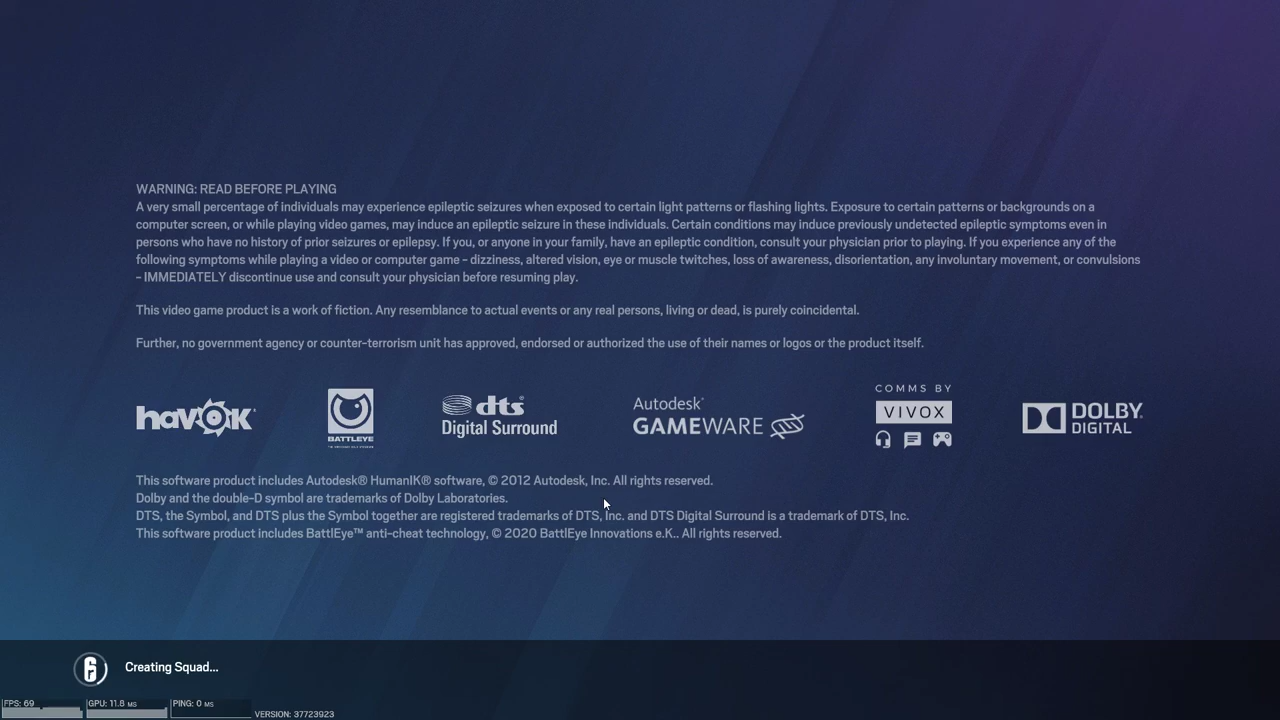 WARNING: READ BEFORE PLAYING
A very small percentage of individuals may experience epileptic seizures when exposed to certain light patterns or flashing lights. Exposure to certain patterns or backgrounds on a
computer screen, or while playing video games, may induce an epileptic seizure in these individuals. Certain conditions may induce previously undetected epileptic symptoms even in
persons who have no history of prior seizures or epilepsy. If you, or anyone in your family, have an epileptic condition, consult your physician prior to playing. If you experience any of the
following symptoms while playing a video or computer game - dizziness, altered vision, eye or muscle twitches, loss of awareness, disorientation, any involuntary movement, or convulsions
- IMMEDIATELY discontinue use and consult your physician before resuming play.
This video game product is a work of fiction. Any resemblance to actual events or any real persons, living or dead, is purely coincidental.
Further, no government agency or counter-terrorism unit has approved, endorsed or authorized the use of their names or logos or the product itself.
havok
BATTLEYE
dts
Digital Surround
Autodesk®
GAMEWARE
COMMS BY
VIVOX
DOLBY
DIGITAL
This software product includes Autodesk® HumanIK® software, © 2012 Autodesk, Inc. All rights reserved.
Dolby and the double-D symbol are trademarks of Dolby Laboratories.
DTS, the Symbol, and DTS plus the Symbol together are registered trademarks of DTS, Inc. and DTS Digital Surround is a trademark of DTS, Inc.
This software product includes BattlEye™ anti-cheat technology, © 2020 BattlEye Innovations e.K.. All rights reserved.
6 Creating Squad...
FPS: 69 GPU: 11.8 MS PING: 0 MS
VERSION: 37723923